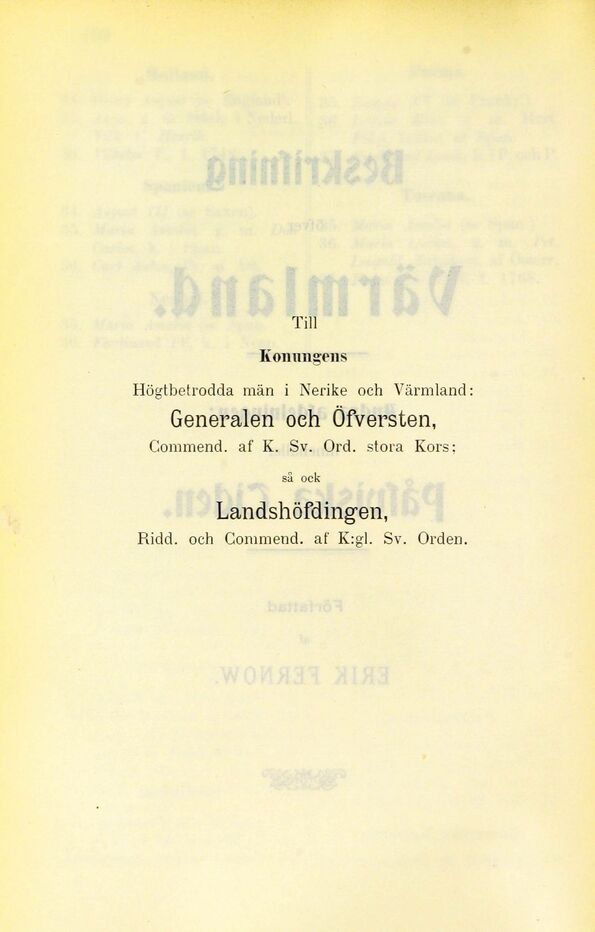 Till
Konungens
Högtbetrodda män i Nerike och Värmland:
Generalen och Öfversten,
Commend. af K. Sv. Ord. stora Kors;
så ock
Landshöfdingen,
Ridd. och Commend. af K:gl. Sv. Orden.